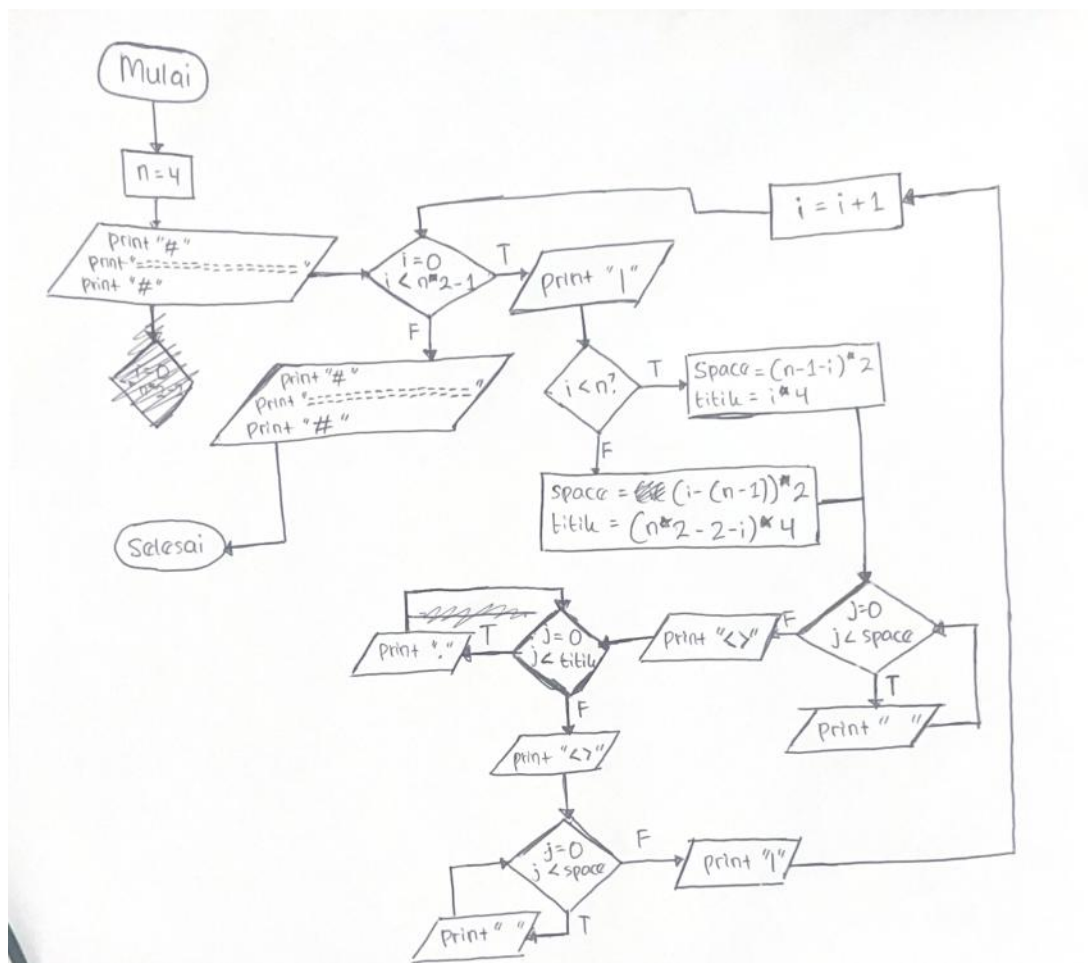 Mulai
n = 4
print "#"
print "================"
print "#"
i = i + 1
i = 0
i < n*2-1
T
F
print "|"
i < n?
T
F
Space = (n-1-i)*2
titik = i*4
space = (i-(n-1))*2
titik = (n*2-2-i)*4
print "#"
print "================"
print "#"
Selesai
j=0
j < space
F
T
print " "
print "<>"
j=0
j < titik
T
F
print "."
print "<>"
j=0
j < space
F
T
print " "
print "|"